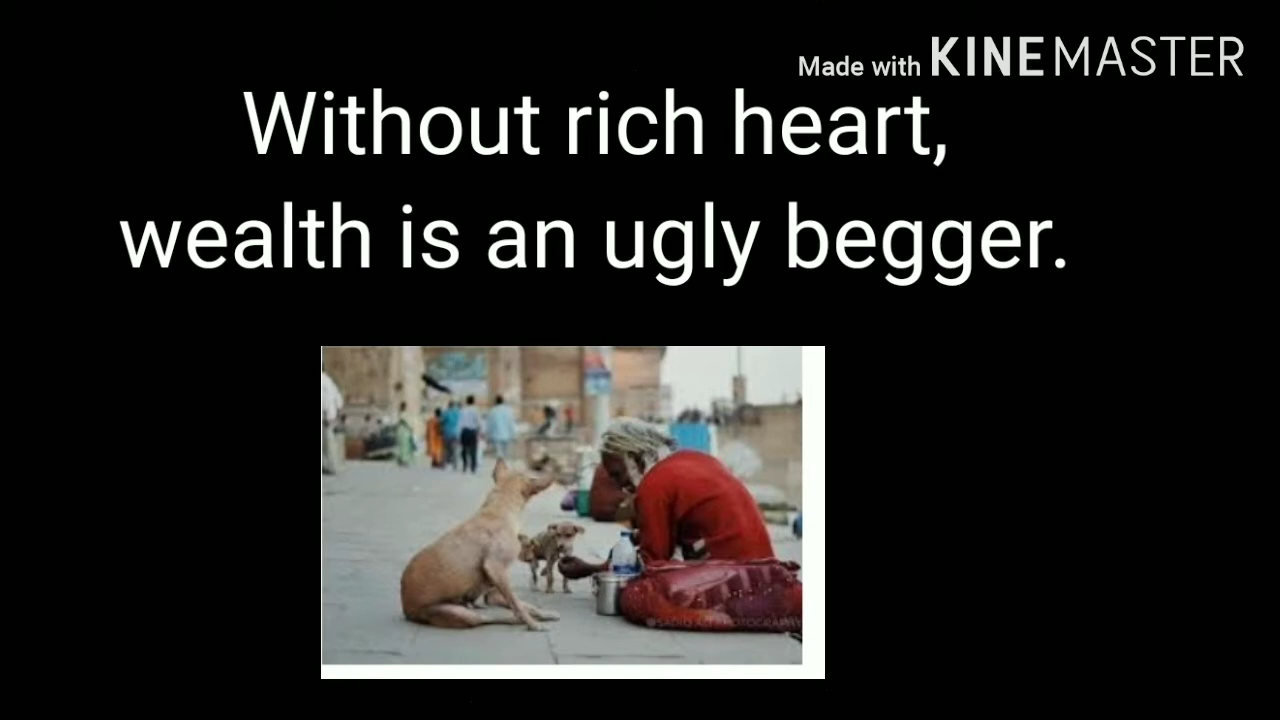 Made with KINEMASTER
Without rich heart,
wealth is an ugly begger.